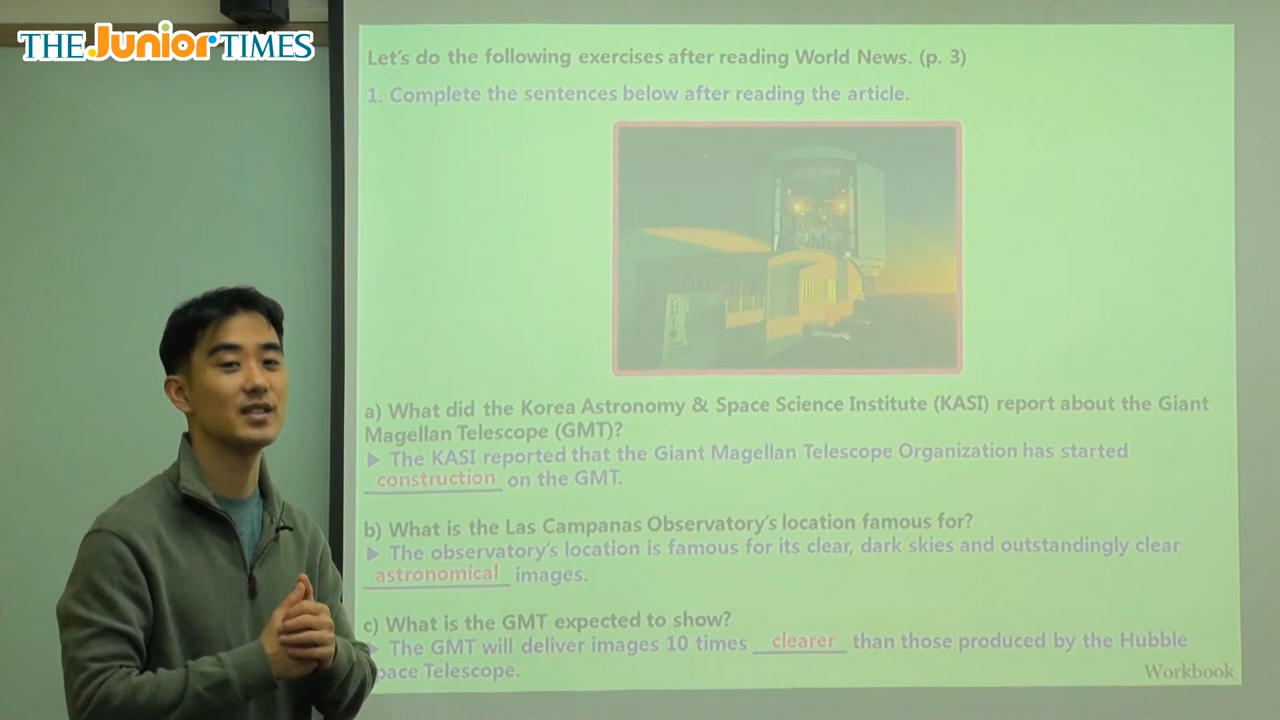 THE Junior TIMES
Let's do the following exercises after reading World News. (p. 3)
1. Complete the sentences below after reading the article.
GMTO
a) What did the Korea Astronomy & Space Science Institute (KASI) report about the Giant
Magellan Telescope (GMT)?
▶ The KASI reported that the Giant Magellan Telescope Organization has started
construction on the GMT.
b) What is the Las Campanas Observatory's location famous for?
▶ The observatory's location is famous for its clear, dark skies and outstandingly clear
astronomical images.
c) What is the GMT expected to show?
▶ The GMT will deliver images 10 times clearer than those produced by the Hubble
pace Telescope.
Workbook